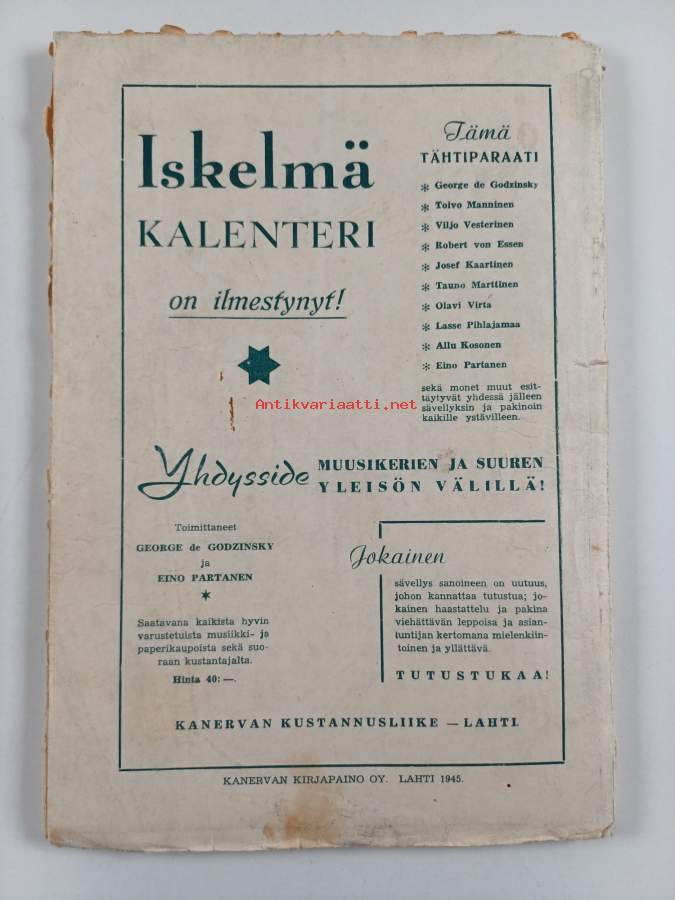 Iskelmä
KALENTERI
on ilmestynyt!
Tämä
TÄHTIPARAATI
* George de Godzinsky
* Toivo Manninen
* Viljo Vesterinen
* Robert von Essen
* Josef Kaartinen
* Tauno Marttinen
* Olavi Virta
* Lasse Pihlajamaa
* Allu Kosonen
* Eino Partanen
sekä monet muut esit-
täytyvät yhdessä jälleen
sävellyksin ja pakinoin
kaikille ystävilleen.
Antikvariaatti.net
Yhdysside MUUSIKERIEN JA SUUREN
YLEISÖN VÄLILLÄ!
Toimittaneet
GEORGE de GODZINSKY
ja
EINO PARTANEN
*
Saatavana kaikista hyvin
varustetuista musiikki- ja
paperikaupoista sekä suo-
raan kustantajalta.
Hinta 40: —.
Jokainen
sävellys sanoineen on uutuus,
johon kannattaa tutustua; jo-
kainen haastattelu ja pakina
viehättävän leppoisa ja asian-
tuntijan kertomana mielenkiin-
toinen ja yllättävä.
TUTUSTUKAA!
KANERVAN KUSTANNUSLIIKE — LAHTI.
KANERVAN KIRJAPAINO OY. LAHTI 1945.